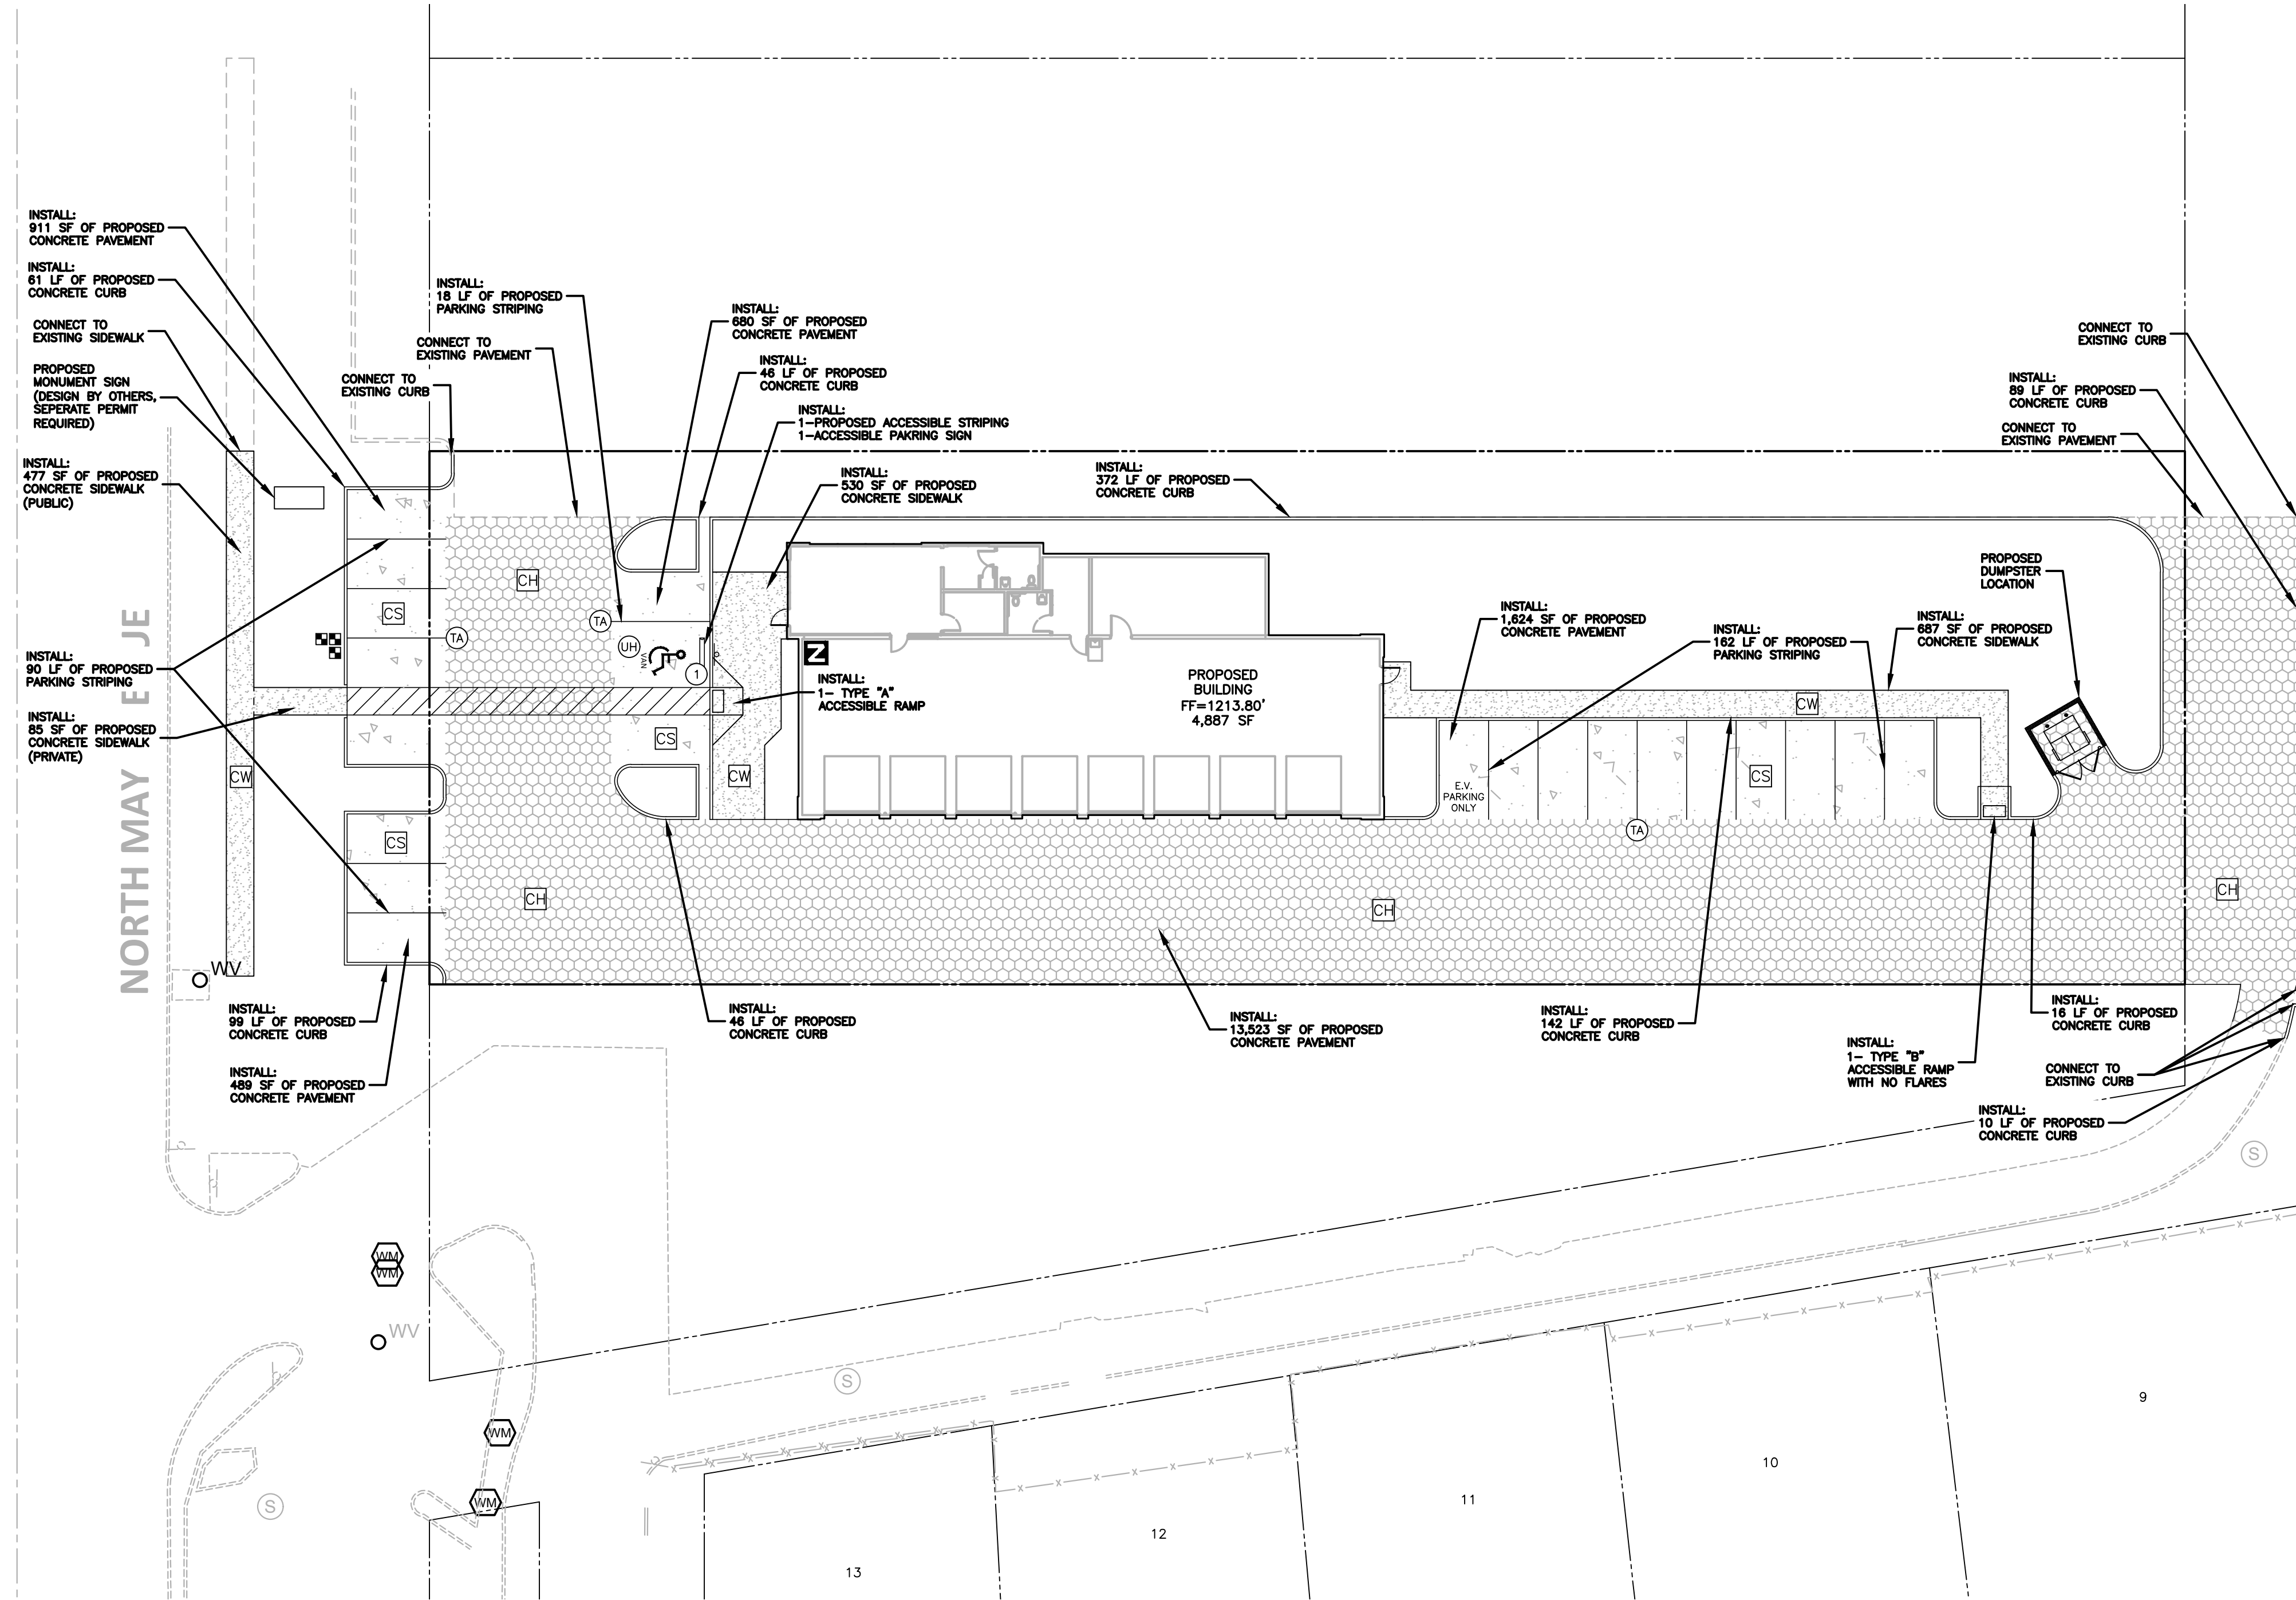 INSTALL:
911 SF OF PROPOSED
CONCRETE PAVEMENT
INSTALL:
61 LF OF PROPOSED
CONCRETE CURB
CONNECT TO
EXISTING SIDEWALK
PROPOSED
MONUMENT SIGN
(DESIGN BY OTHERS,
SEPERATE PERMIT
REQUIRED)
INSTALL:
477 SF OF PROPOSED
CONCRETE SIDEWALK
(PUBLIC)
INSTALL:
90 LF OF PROPOSED
PARKING STRIPING
INSTALL:
85 SF OF PROPOSED
CONCRETE SIDEWALK
(PRIVATE)
NORTH MAY E JE
CW
WV
INSTALL:
99 LF OF PROPOSED
CONCRETE CURB
INSTALL:
489 SF OF PROPOSED
CONCRETE PAVEMENT
CONNECT TO
EXISTING CURB
INSTALL:
18 LF OF PROPOSED
PARKING STRIPING
CONNECT TO
EXISTING PAVEMENT
INSTALL:
680 SF OF PROPOSED
CONCRETE PAVEMENT
INSTALL:
46 LF OF PROPOSED
CONCRETE CURB
INSTALL:
1-PROPOSED ACCESSIBLE STRIPING
1-ACCESSIBLE PAKRING SIGN
INSTALL:
530 SF OF PROPOSED
CONCRETE SIDEWALK
INSTALL:
372 LF OF PROPOSED
CONCRETE CURB
CH
CS
TA
TA
UH
VAN
1
CS
CW
CS
CH
INSTALL:
1- TYPE "A"
ACCESSIBLE RAMP
N
PROPOSED
BUILDING
FF=1213.80'
4,887 SF
INSTALL:
46 LF OF PROPOSED
CONCRETE CURB
INSTALL:
13,523 SF OF PROPOSED
CONCRETE PAVEMENT
CH
INSTALL:
1,624 SF OF PROPOSED
CONCRETE PAVEMENT
INSTALL:
162 LF OF PROPOSED
PARKING STRIPING
INSTALL:
687 SF OF PROPOSED
CONCRETE SIDEWALK
PROPOSED
DUMPSTER
LOCATION
CONNECT TO
EXISTING CURB
INSTALL:
89 LF OF PROPOSED
CONCRETE CURB
CONNECT TO
EXISTING PAVEMENT
CW
CS
E.V.
PARKING
ONLY
TA
CH
INSTALL:
142 LF OF PROPOSED
CONCRETE CURB
INSTALL:
1- TYPE "B"
ACCESSIBLE RAMP
WITH NO FLARES
INSTALL:
16 LF OF PROPOSED
CONCRETE CURB
CONNECT TO
EXISTING CURB
INSTALL:
10 LF OF PROPOSED
CONCRETE CURB
S
WM
WM
WV
S
WM
WM
S
9
10
11
12
13